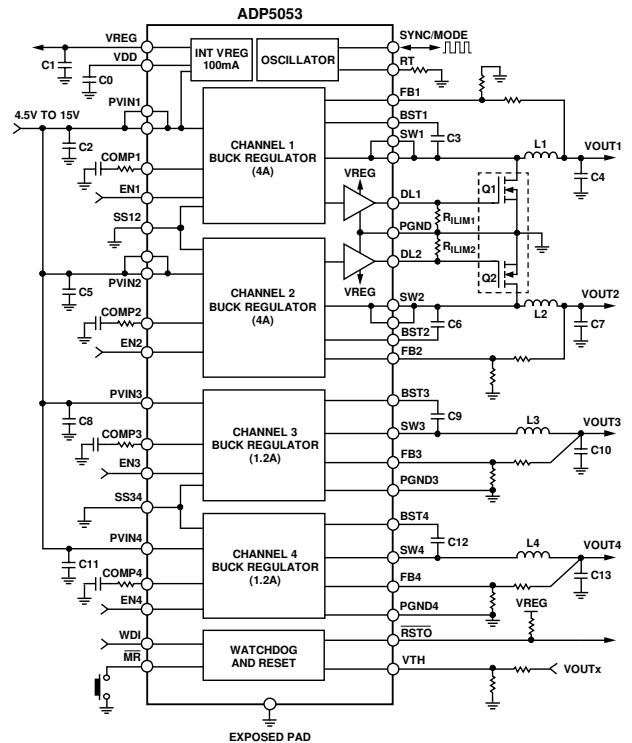 ADP5053
VREG
C1
VDD
C0
INT VREG
100mA
OSCILLATOR
SYNC/MODE
RT
4.5V TO 15V
PVIN1
C2
COMP1
EN1
CHANNEL 1
BUCK REGULATOR
(4A)
FB1
BST1
SW1
C3
L1
VOUT1
C4
VREG
DL1
Q1
RILIM1
SS12
PGND
RILIM2
DL2
Q2
VREG
PVIN2
C5
COMP2
EN2
CHANNEL 2
BUCK REGULATOR
(4A)
SW2
C6
BST2
FB2
L2
VOUT2
C7
PVIN3
C8
COMP3
EN3
CHANNEL 3
BUCK REGULATOR
(1.2A)
BST3
C9
SW3
L3
VOUT3
C10
FB3
PGND3
SS34
PVIN4
C11
COMP4
EN4
CHANNEL 4
BUCK REGULATOR
(1.2A)
BST4
C12
SW4
L4
VOUT4
C13
FB4
PGND4
VREG
WDI
MR
WATCHDOG
AND RESET
RSTO
VTH
VOUTx
EXPOSED PAD